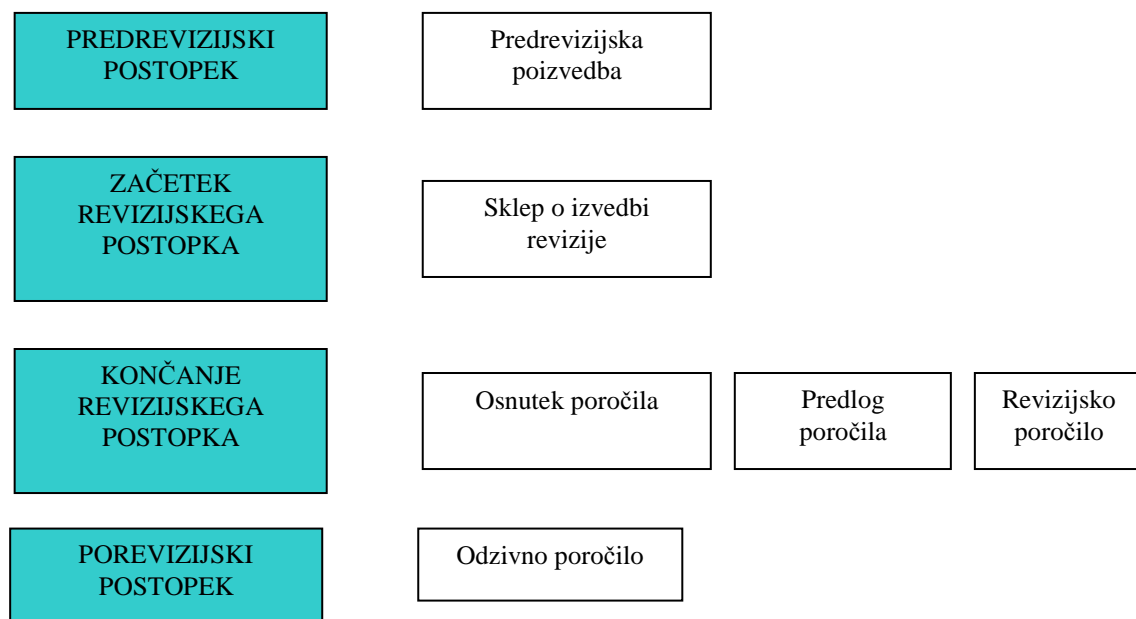 PREDREVIZIJSKI
POSTOPEK
Predrevizijska
poizvedba
ZAČETEK
REVIZIJSKEGA
POSTOPKA
Sklep o izvedbi
revizije
KONČANJE
REVIZIJSKEGA
POSTOPKA
Osnutek poročila
Predlog
poročila
Revizijsko
poročilo
POREVIZIJSKI
POSTOPEK
Odzivno poročilo